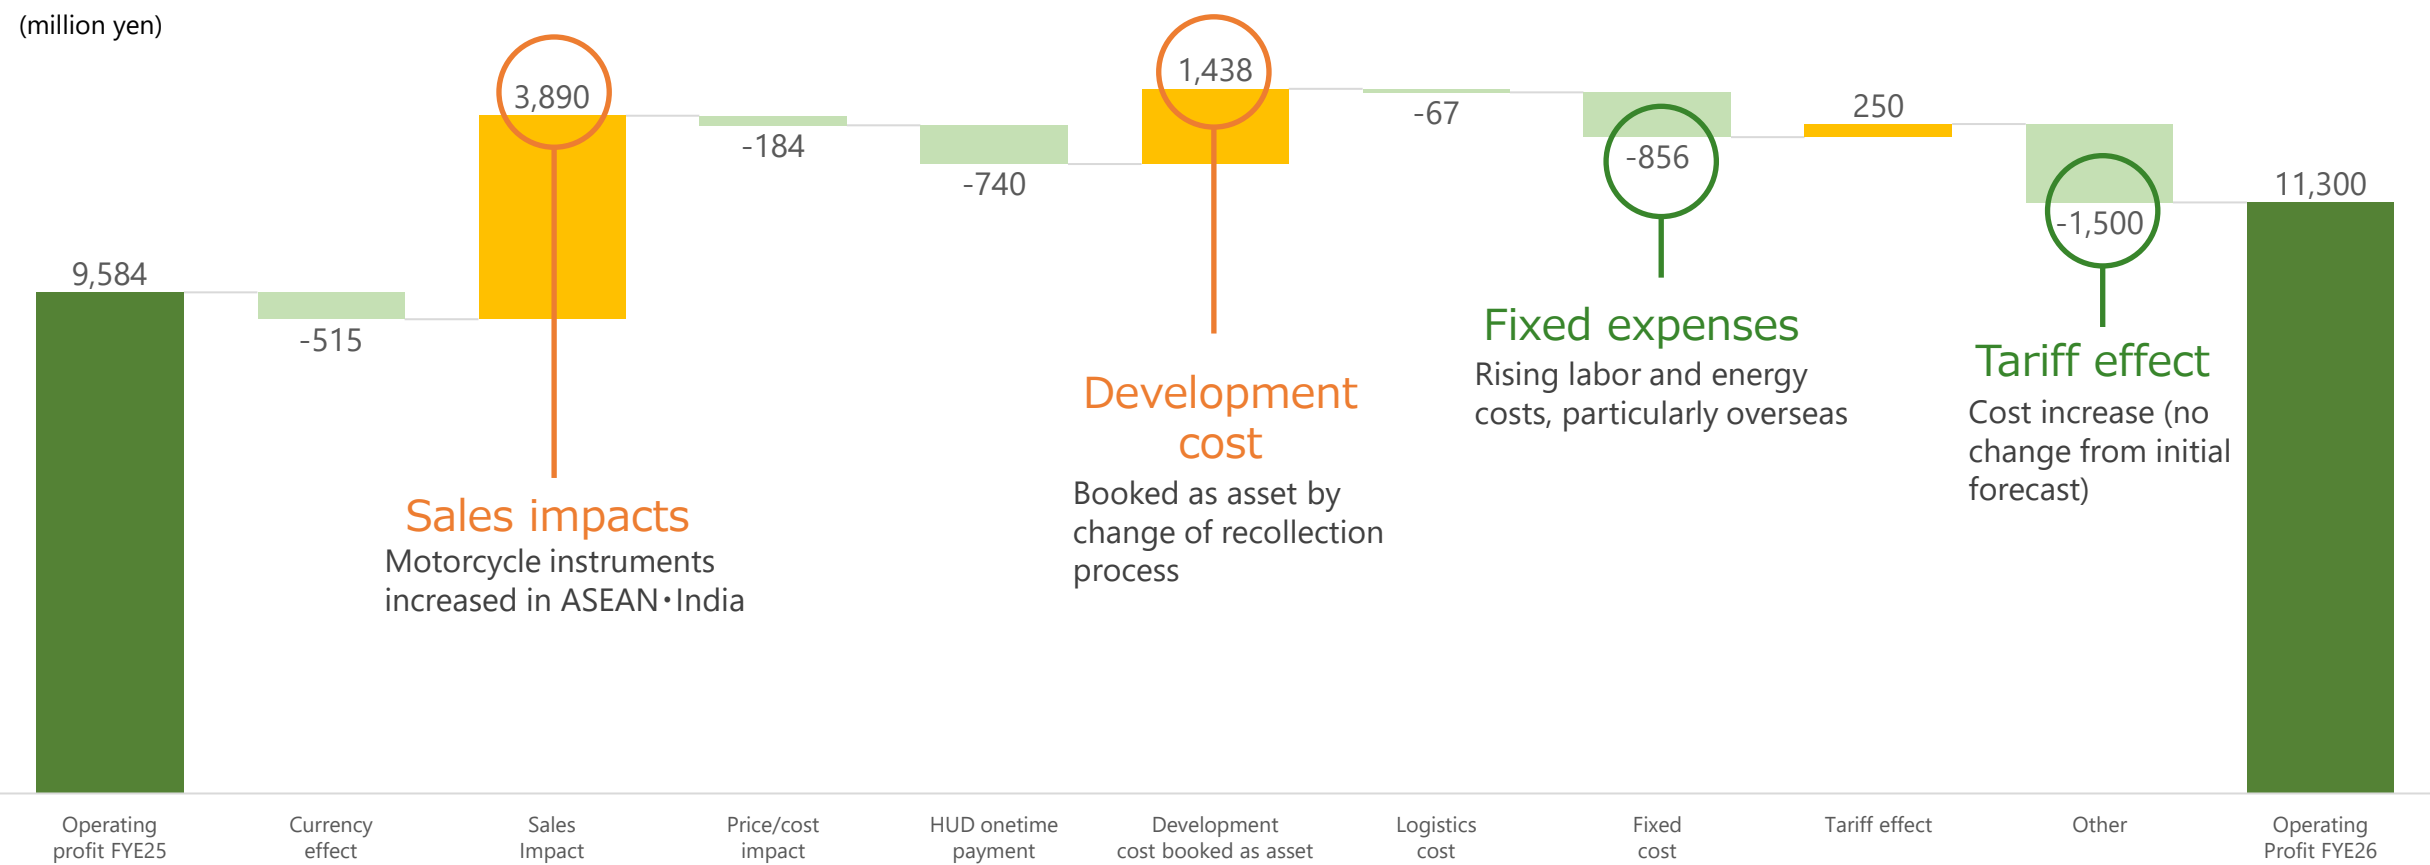 (million yen)
9,584
-515
3,890
-184
-740
1,438
-67
-856
250
-1,500
11,300
Sales impacts
Motorcycle instruments
increased in ASEAN・India
Development
cost
Booked as asset by
change of recollection
process
Fixed expenses
Rising labor and energy
costs, particularly overseas
Tariff effect
Cost increase (no
change from initial
forecast)
Operating
profit FYE25
Currency
effect
Sales
Impact
Price/cost
impact
HUD onetime
payment
Development
cost booked as asset
Logistics
cost
Fixed
cost
Tariff effect
Other
Operating
Profit FYE26